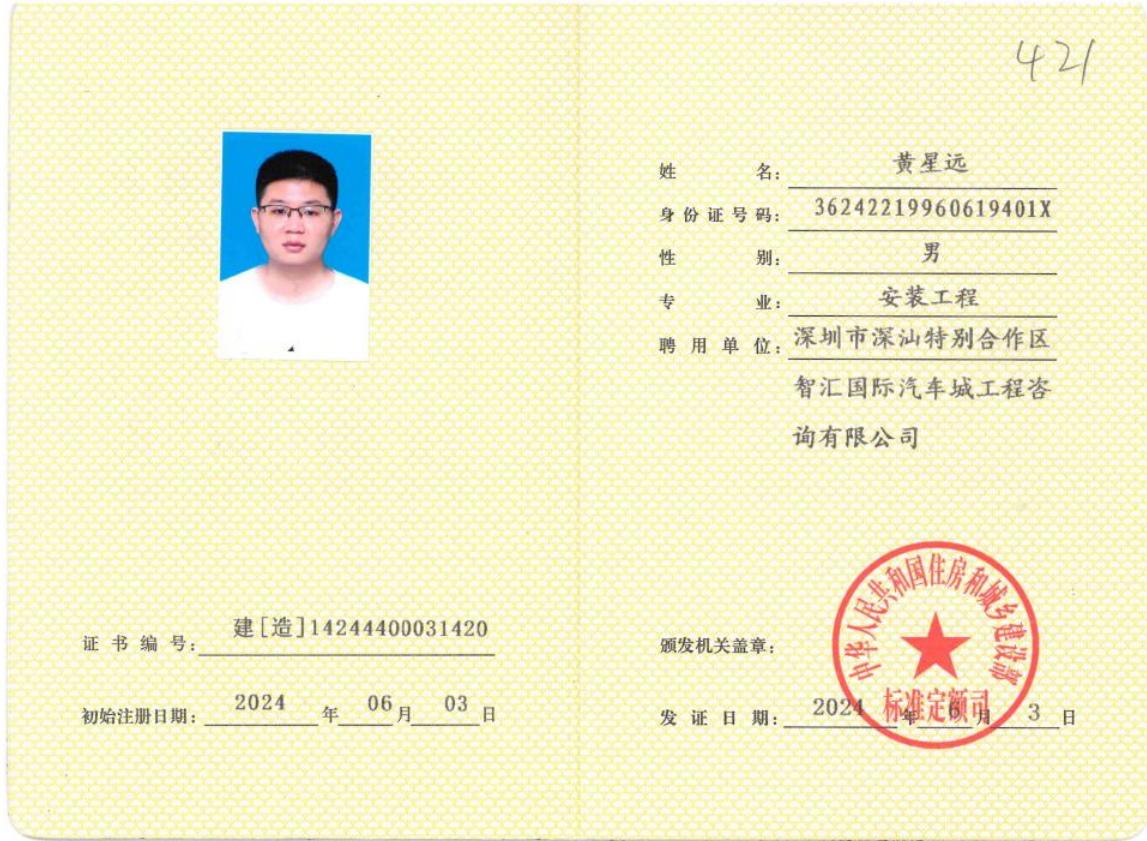 421
姓 名: 黄星远
身份证号码: 36242219960619401X
性 别: 男
专 业: 安装工程
聘用单位: 深圳市深汕特别合作区
智汇国际汽车城工程咨
询有限公司
证书编号: 建[造]14244400031420
初始注册日期: 2024 年 06 月 03 日
颁发机关盖章:
中华人民共和国住房和城乡建设部
标准定额司
发证日期: 2024 年 6 月 3 日